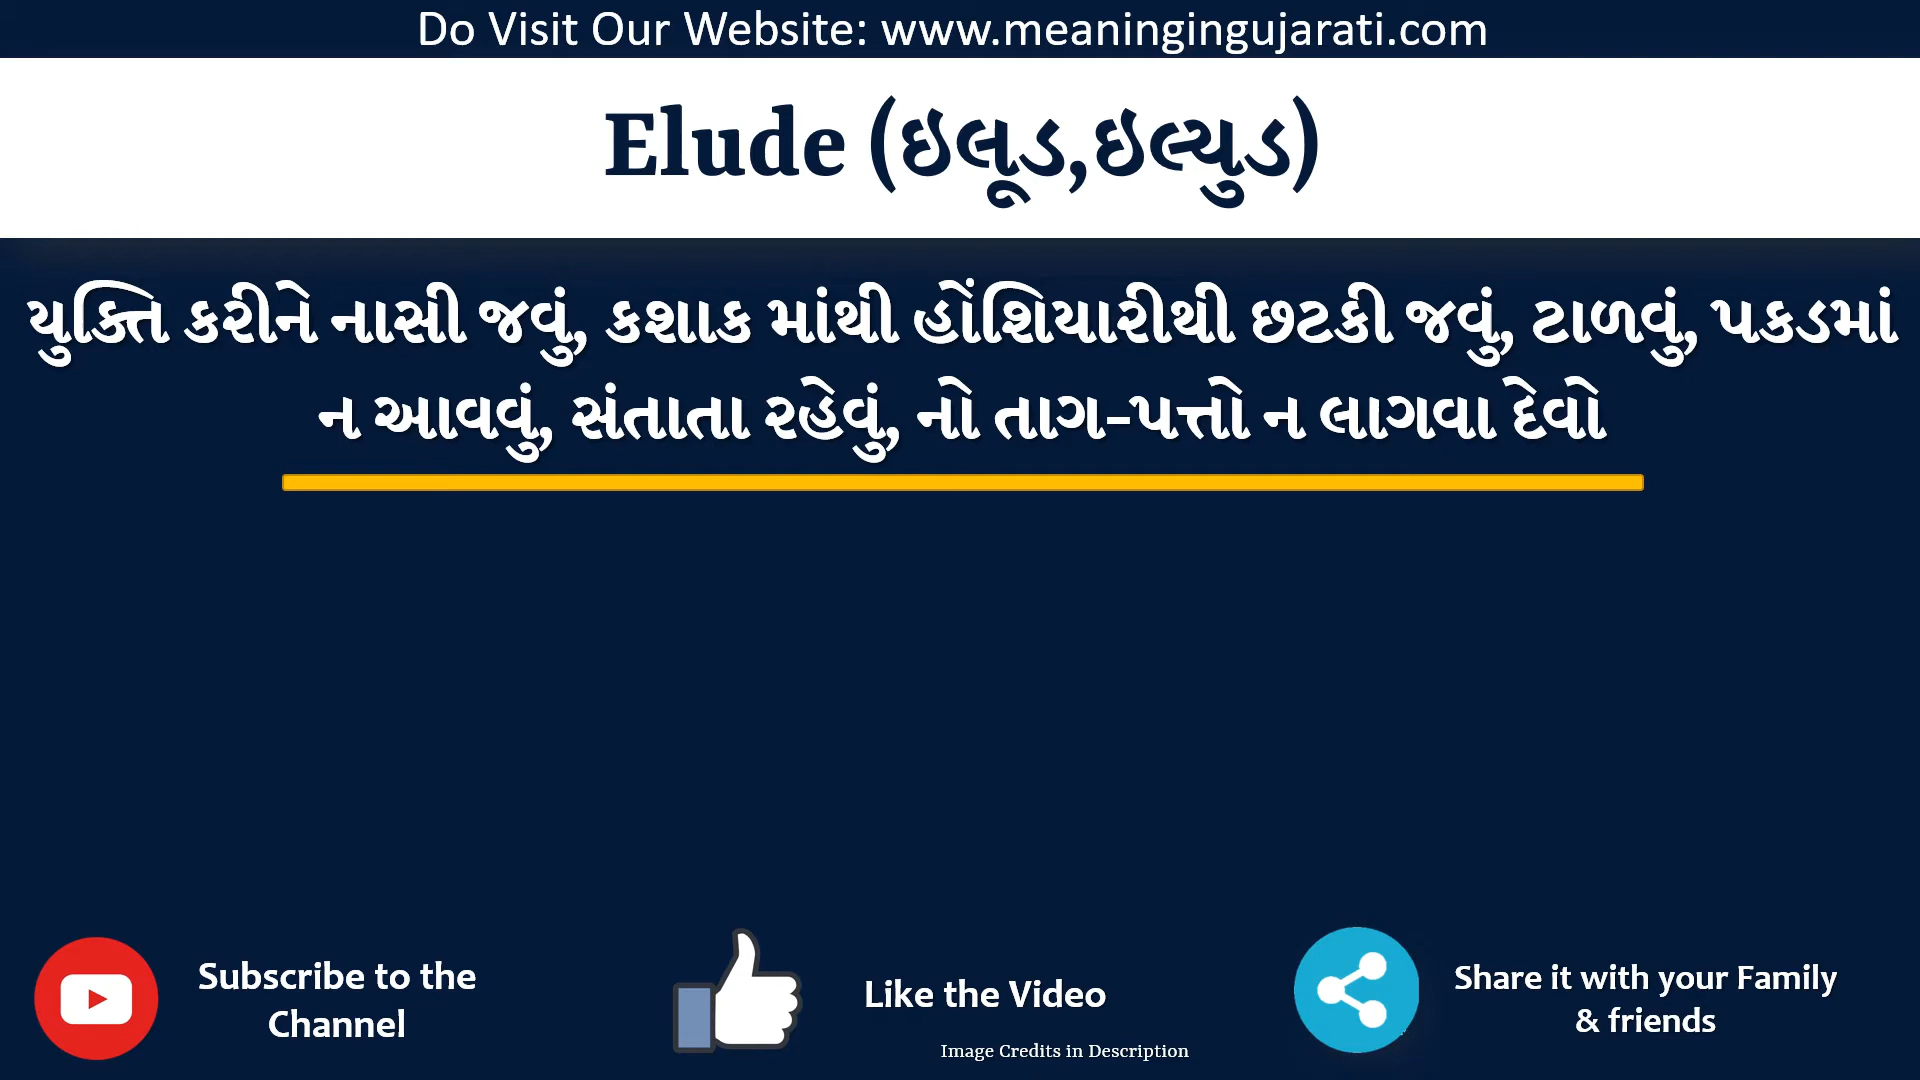 Do Visit Our Website: www.meaningingujarati.com
Elude (ઇલૂડ,ઇલ્યુડ)
યુક્તિ કરીને નાસી જવું, કશાક માંથી હોંશિયારીથી છટકી જવું, ટાળવું, પકડમાં
ન આવવું, સંતાતા રહેવું, નો તાગ-પત્તો ન લાગવા દેવો
Subscribe to the
Channel
Like the Video
Share it with your Family
& friends
Image Credits in Description